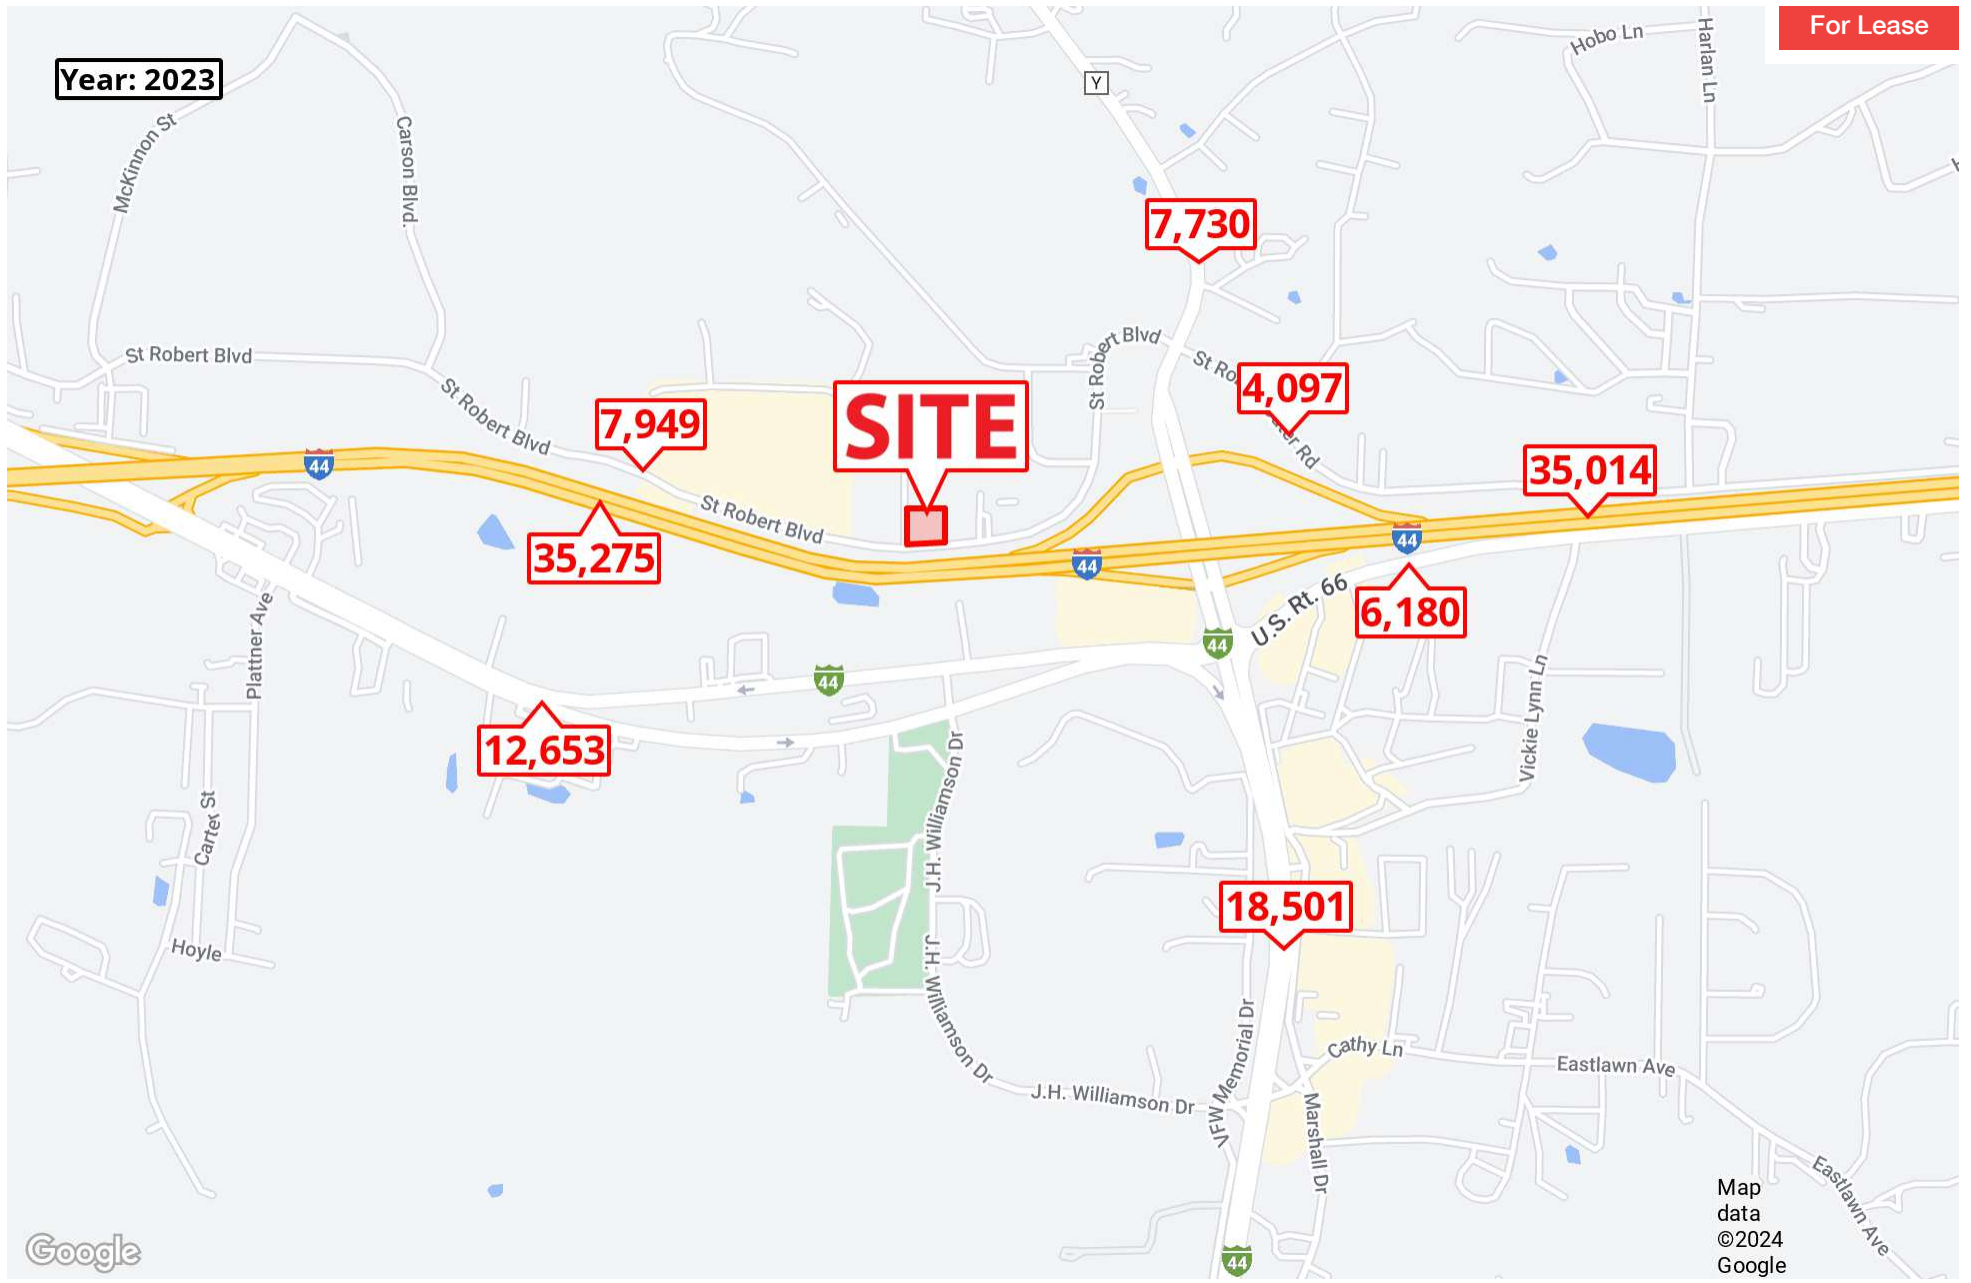 For Lease
Year: 2023
Hobo Ln
Harlan Ln
Y
McKinnon St
Carson Blvd.
7,730
St Robert Blvd
St Robert Blvd
St Robert Blvd
4,097
7,949
SITE
44
35,014
St Robert Blvd
35,275
44
44
U.S. Rt. 66
6,180
Plattner Ave
44
44
12,653
Vickie Lynn Ln
J.H. Williamson Dr
Carter St
18,501
Hoyle
J.H. Williamson Dr
VFW Memorial Dr
Cathy Ln
Eastlawn Ave
J.H. Williamson Dr
Marshall Dr
Eastlawn Ave
44
Map
data
©2024
Google
Google